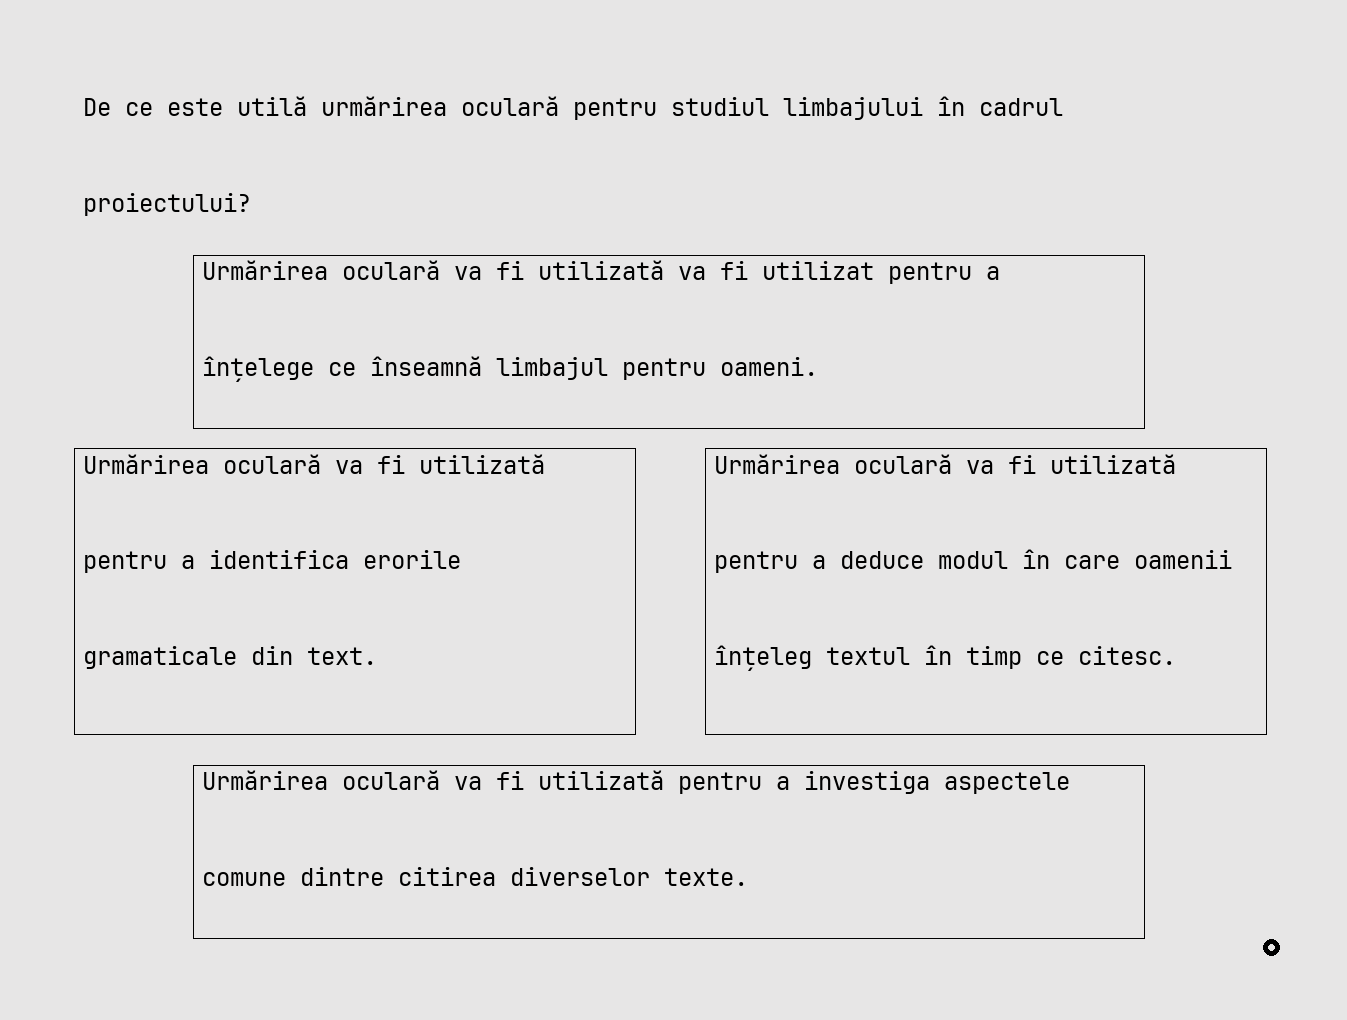 De ce este utilă urmărirea oculară pentru studiul limbajului în cadrul
proiectului?
Urmărirea oculară va fi utilizată va fi utilizat pentru a
înțelege ce înseamnă limbajul pentru oameni.
Urmărirea oculară va fi utilizată
pentru a identifica erorile
gramaticale din text.
Urmărirea oculară va fi utilizată
pentru a deduce modul în care oamenii
înțeleg textul în timp ce citesc.
Urmărirea oculară va fi utilizată pentru a investiga aspectele
comune dintre citirea diverselor texte.